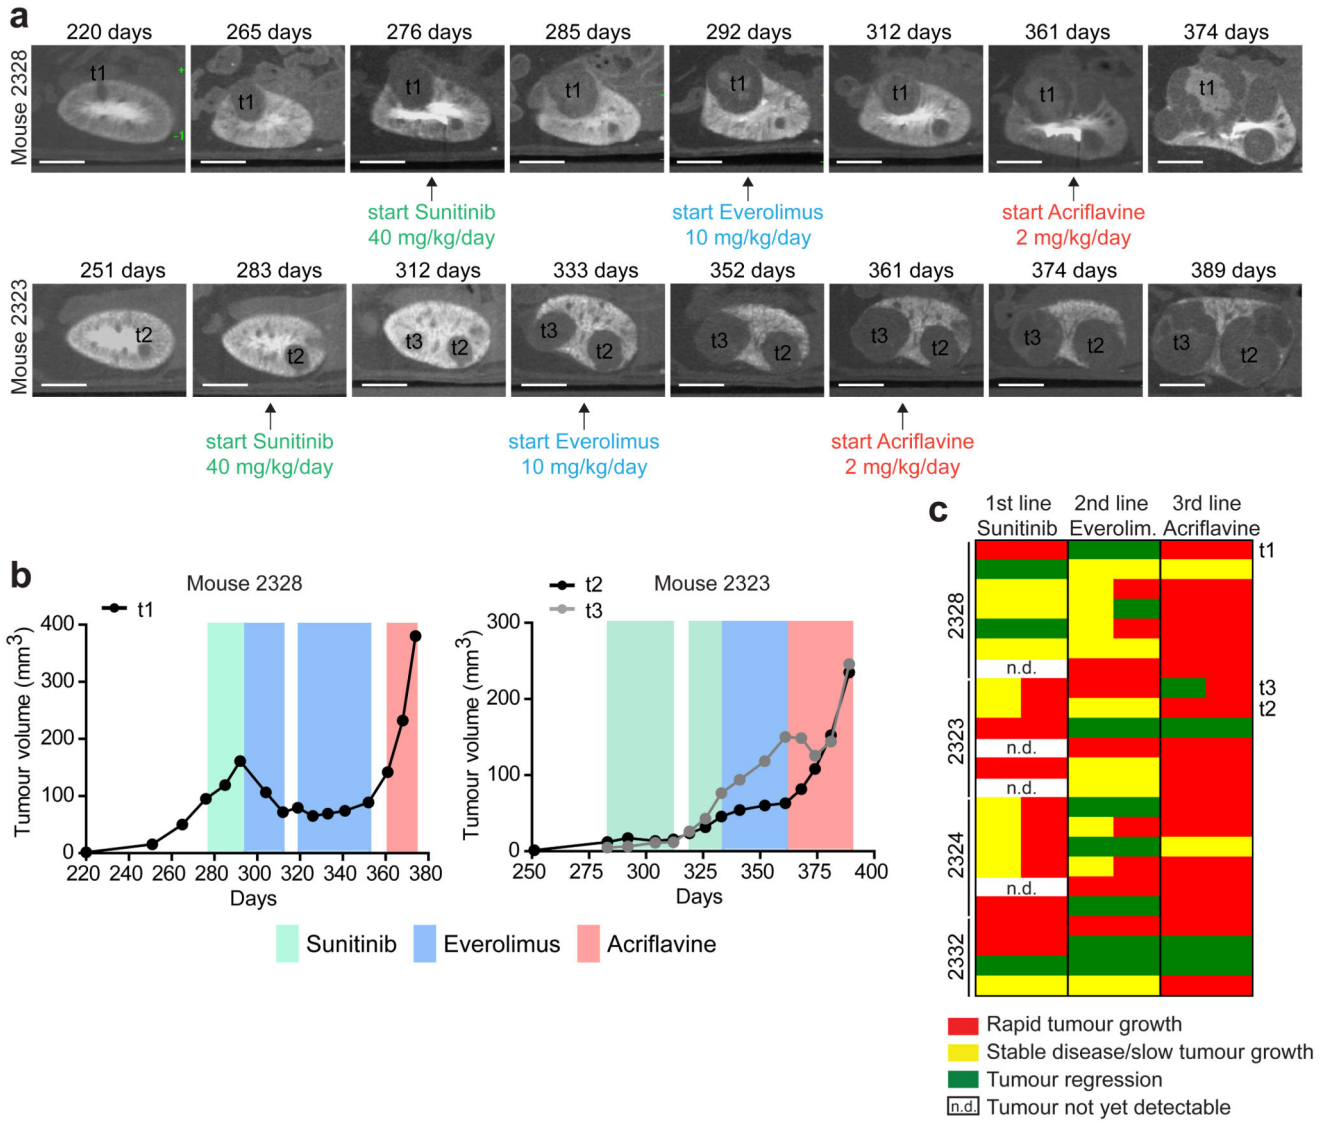 a
220 days 265 days 276 days 285 days 292 days 312 days 361 days 374 days
Mouse 2328
t1 t1 t1 t1 t1 t1 t1 t1
+
-1
start Sunitinib start Everolimus start Acriflavine
40 mg/kg/day 10 mg/kg/day 2 mg/kg/day
251 days 283 days 312 days 333 days 352 days 361 days 374 days 389 days
Mouse 2323
t2 t2 t3 t2 t3 t2 t3 t2 t3 t2 t3 t2 t3 t2
start Sunitinib start Everolimus start Acriflavine
40 mg/kg/day 10 mg/kg/day 2 mg/kg/day
b
Mouse 2328
t1
Tumour volume (mm3)
400
300
200
100
0
220 240 260 280 300 320 340 360 380
Days
t2
t3
Mouse 2323
Tumour volume (mm3)
300
200
100
0
250 275 300 325 350 375 400
Days
Sunitinib Everolimus Acriflavine
c
1st line 2nd line 3rd line
Sunitinib Everolim. Acriflavine
t1
2328
n.d.
t3
t2
2323
n.d.
n.d.
2324
n.d.
2332
Rapid tumour growth
Stable disease/slow tumour growth
Tumour regression
n.d. Tumour not yet detectable